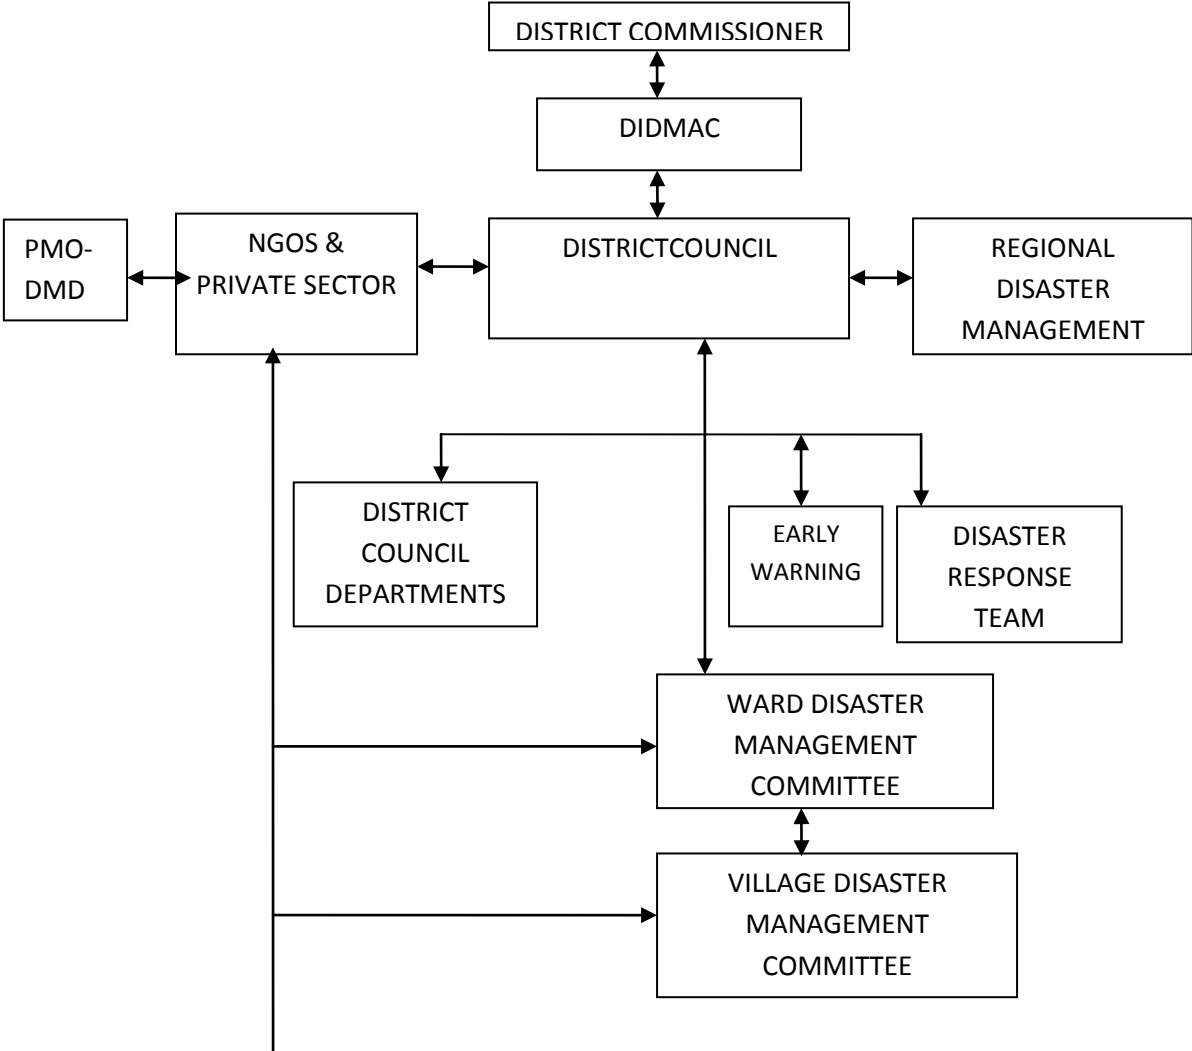 DISTRICT COMMISSIONER
DIDMAC
PMO-
DMD
NGOS &
PRIVATE SECTOR
DISTRICTCOUNCIL
REGIONAL
DISASTER
MANAGEMENT
DISTRICT
COUNCIL
DEPARTMENTS
EARLY
WARNING
DISASTER
RESPONSE
TEAM
WARD DISASTER
MANAGEMENT
COMMITTEE
VILLAGE DISASTER
MANAGEMENT
COMMITTEE